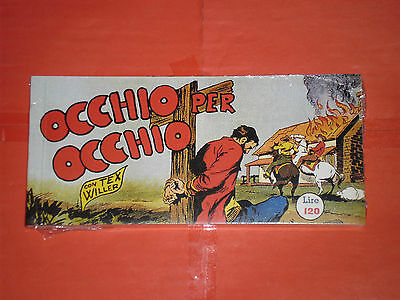 OCCHIO PER
OCCHIO
CON TEX
WILLER
Lire
120